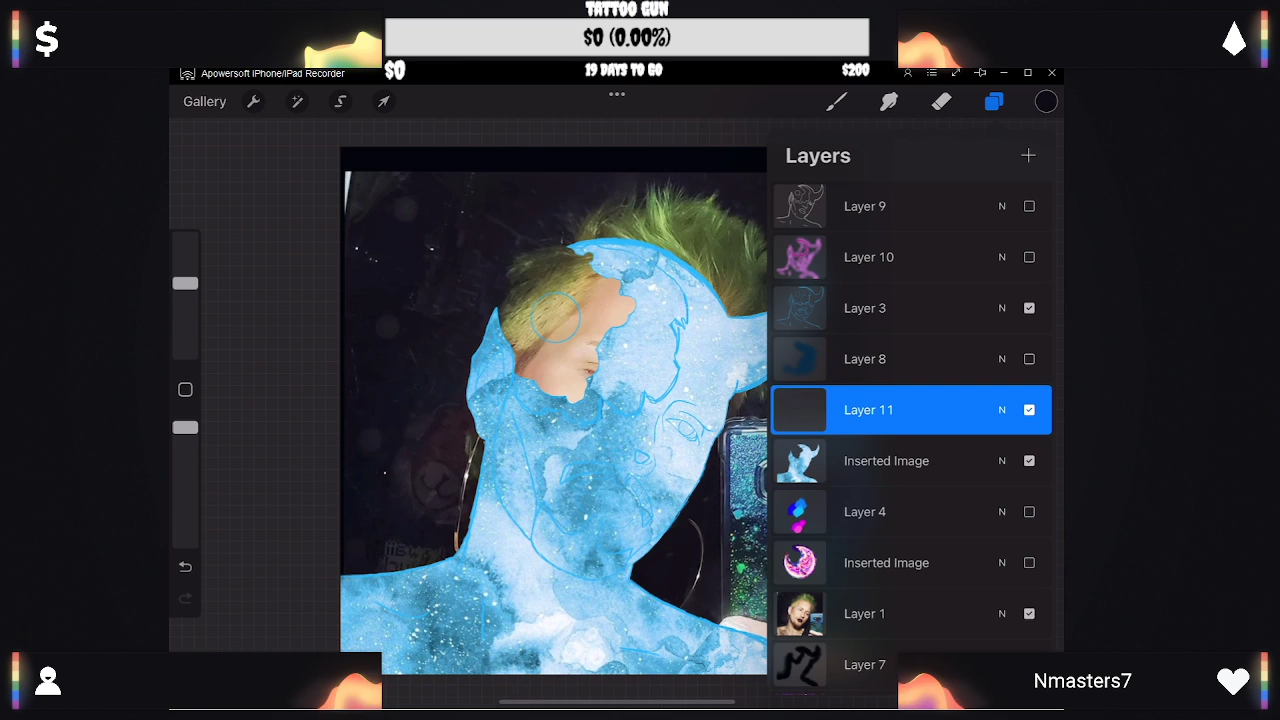 TATTOO GUN
$
$0 (0.00%)
$0
19 DAYS TO GO
$200
Apowersoft iPhone/iPad Recorder
Gallery
Layers
Layer 9 N
Layer 10 N
Layer 3 N
Layer 8 N
Layer 11 N
Inserted Image N
Layer 4 N
Inserted Image N
Layer 1 N
Layer 7
Nmasters7